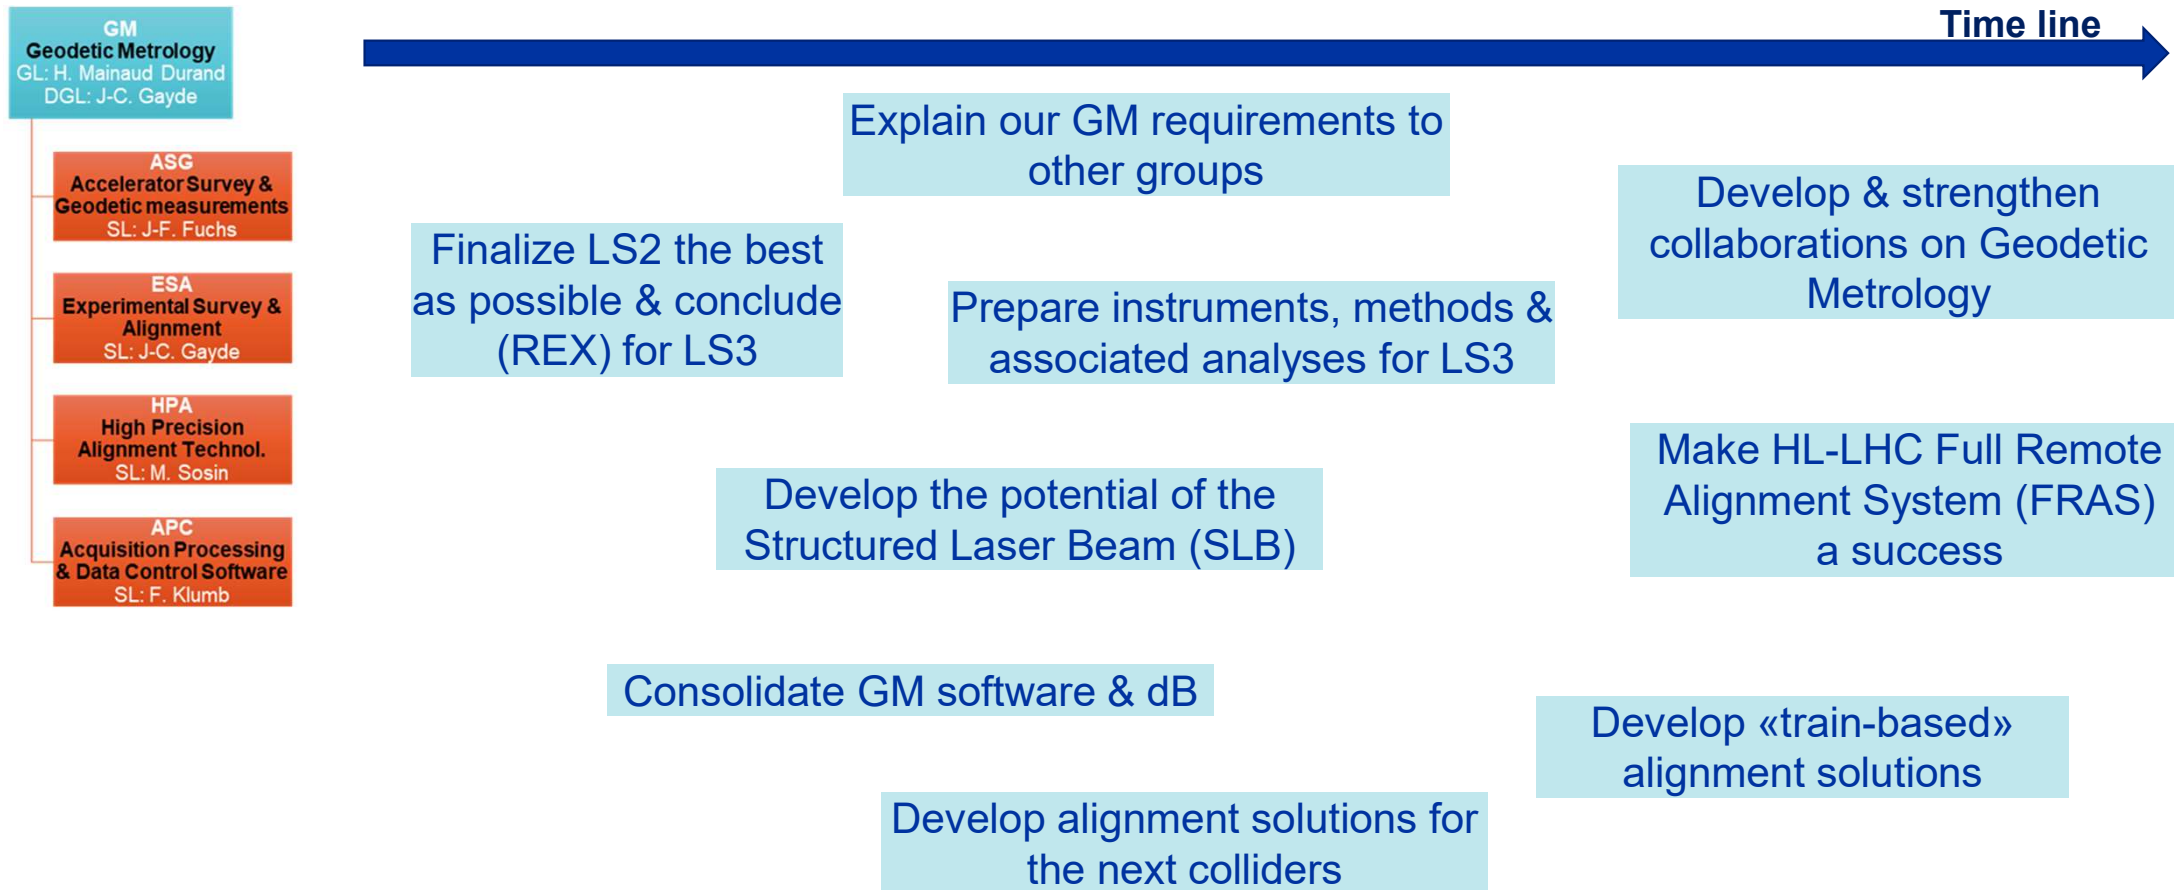 GM
Geodetic Metrology
GL: H. Mainaud Durand
DGL: J-C. Gayde
ASG
Accelerator Survey &
Geodetic measurements
SL: J-F. Fuchs
ESA
Experimental Survey &
Alignment
SL: J-C. Gayde
HPA
High Precision
Alignment Technol.
SL: M. Sosin
APC
Acquisition Processing
& Data Control Software
SL: F. Klumb
Time line
Explain our GM requirements to
other groups
Develop & strengthen
collaborations on Geodetic
Metrology
Finalize LS2 the best
as possible & conclude
(REX) for LS3
Prepare instruments, methods &
associated analyses for LS3
Make HL-LHC Full Remote
Alignment System (FRAS)
a success
Develop the potential of the
Structured Laser Beam (SLB)
Consolidate GM software & dB
Develop «train-based»
alignment solutions
Develop alignment solutions for
the next colliders